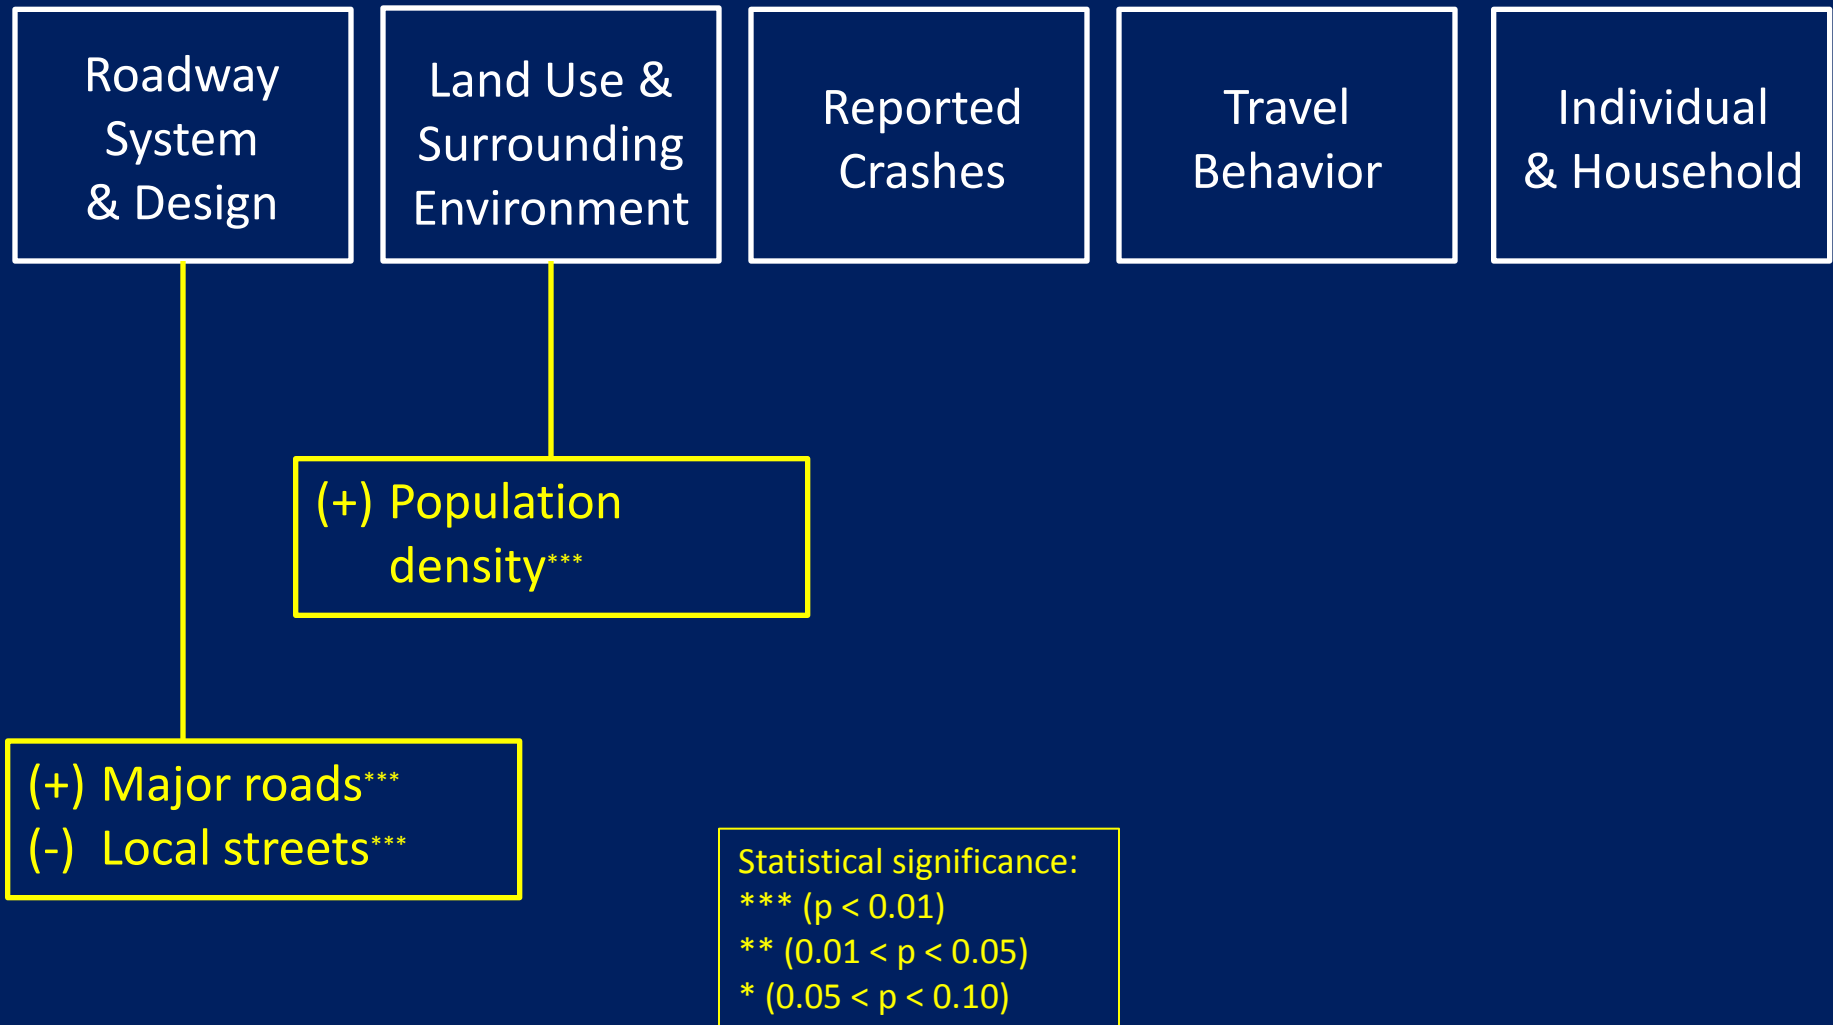 Roadway
System
& Design
Land Use &
Surrounding
Environment
Reported
Crashes
Travel
Behavior
Individual
& Household
(+) Population
density***
(+) Major roads***
(-) Local streets***
Statistical significance:
*** (p < 0.01)
** (0.01 < p < 0.05)
* (0.05 < p < 0.10)